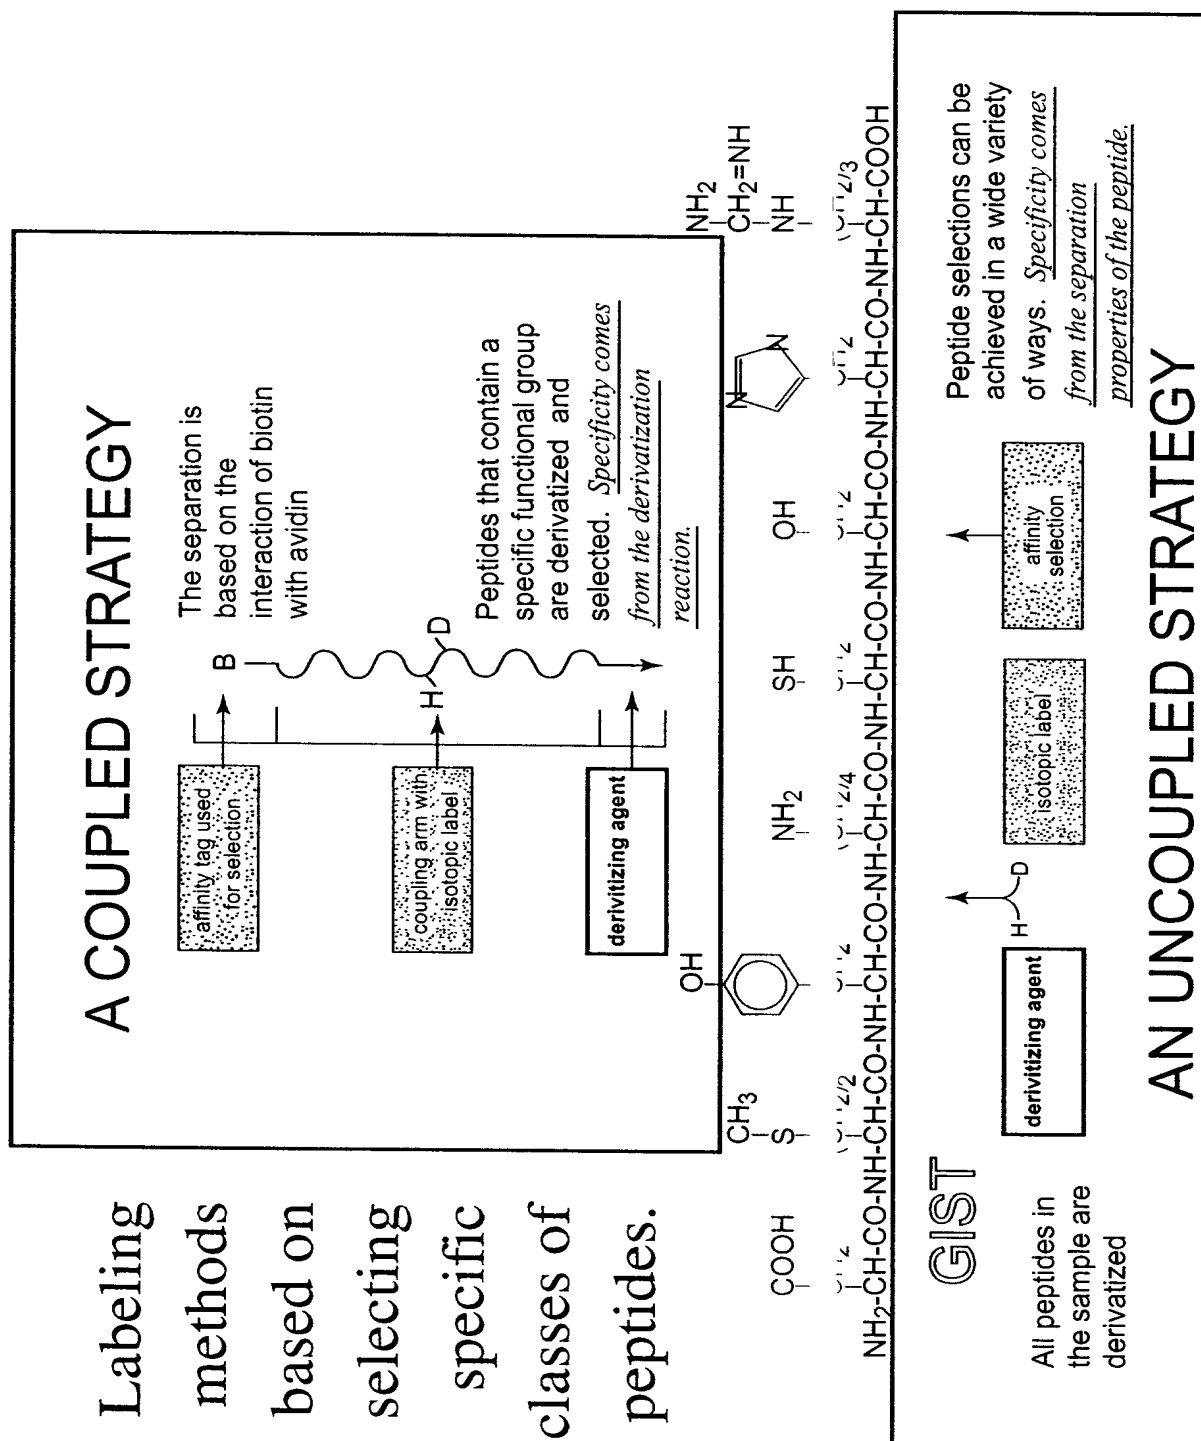 Labeling
methods
based on
selecting
specific
classes of
peptides.
A COUPLED STRATEGY
affinity tag used
for selection
B
The separation is
based on the
interaction of biotin
with avidin
coupling arm with
isotopic label
H
D
derivitizing agent
Peptides that contain a
specific functional group
are derivatized and
selected. Specificity comes
from the derivatization
reaction.
COOH
CH3
S
OH
NH2
SH
OH
N
N
NH2
CH2=NH
NH
NH2-CH-CO-NH-CH-CO-NH-CH-CO-NH-CH-CO-NH-CH-CO-NH-CH-CO-NH-CH-CO-NH-CH-COOH
GIST
All peptides in
the sample are
derivatized
derivitizing agent
H
D
isotopic label
affinity
selection
Peptide selections can be
achieved in a wide variety
of ways. Specificity comes
from the separation
properties of the peptide.
AN UNCOUPLED STRATEGY